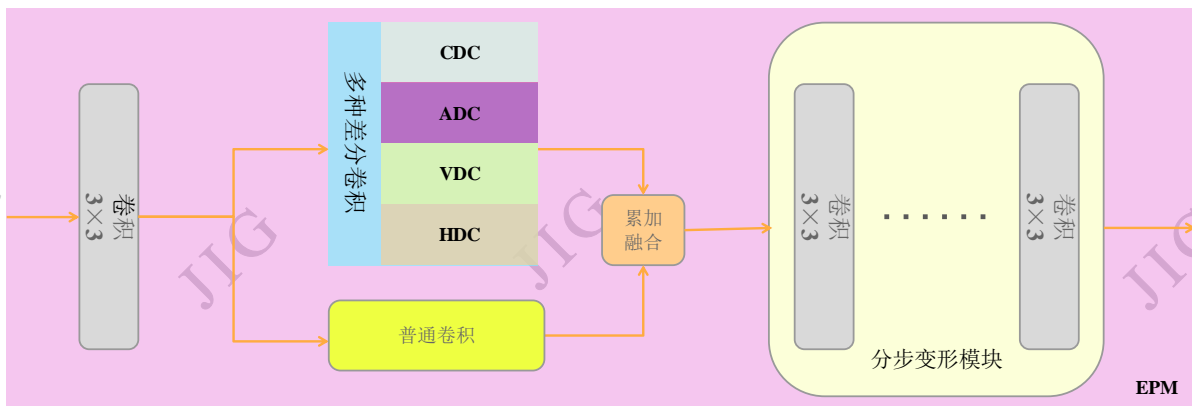 卷积
3×3
多种差分卷积
CDC
ADC
VDC
HDC
普通卷积
累加
融合
卷积
3×3
······
卷积
3×3
分步变形模块
EPM
JIG
JIG
JIG